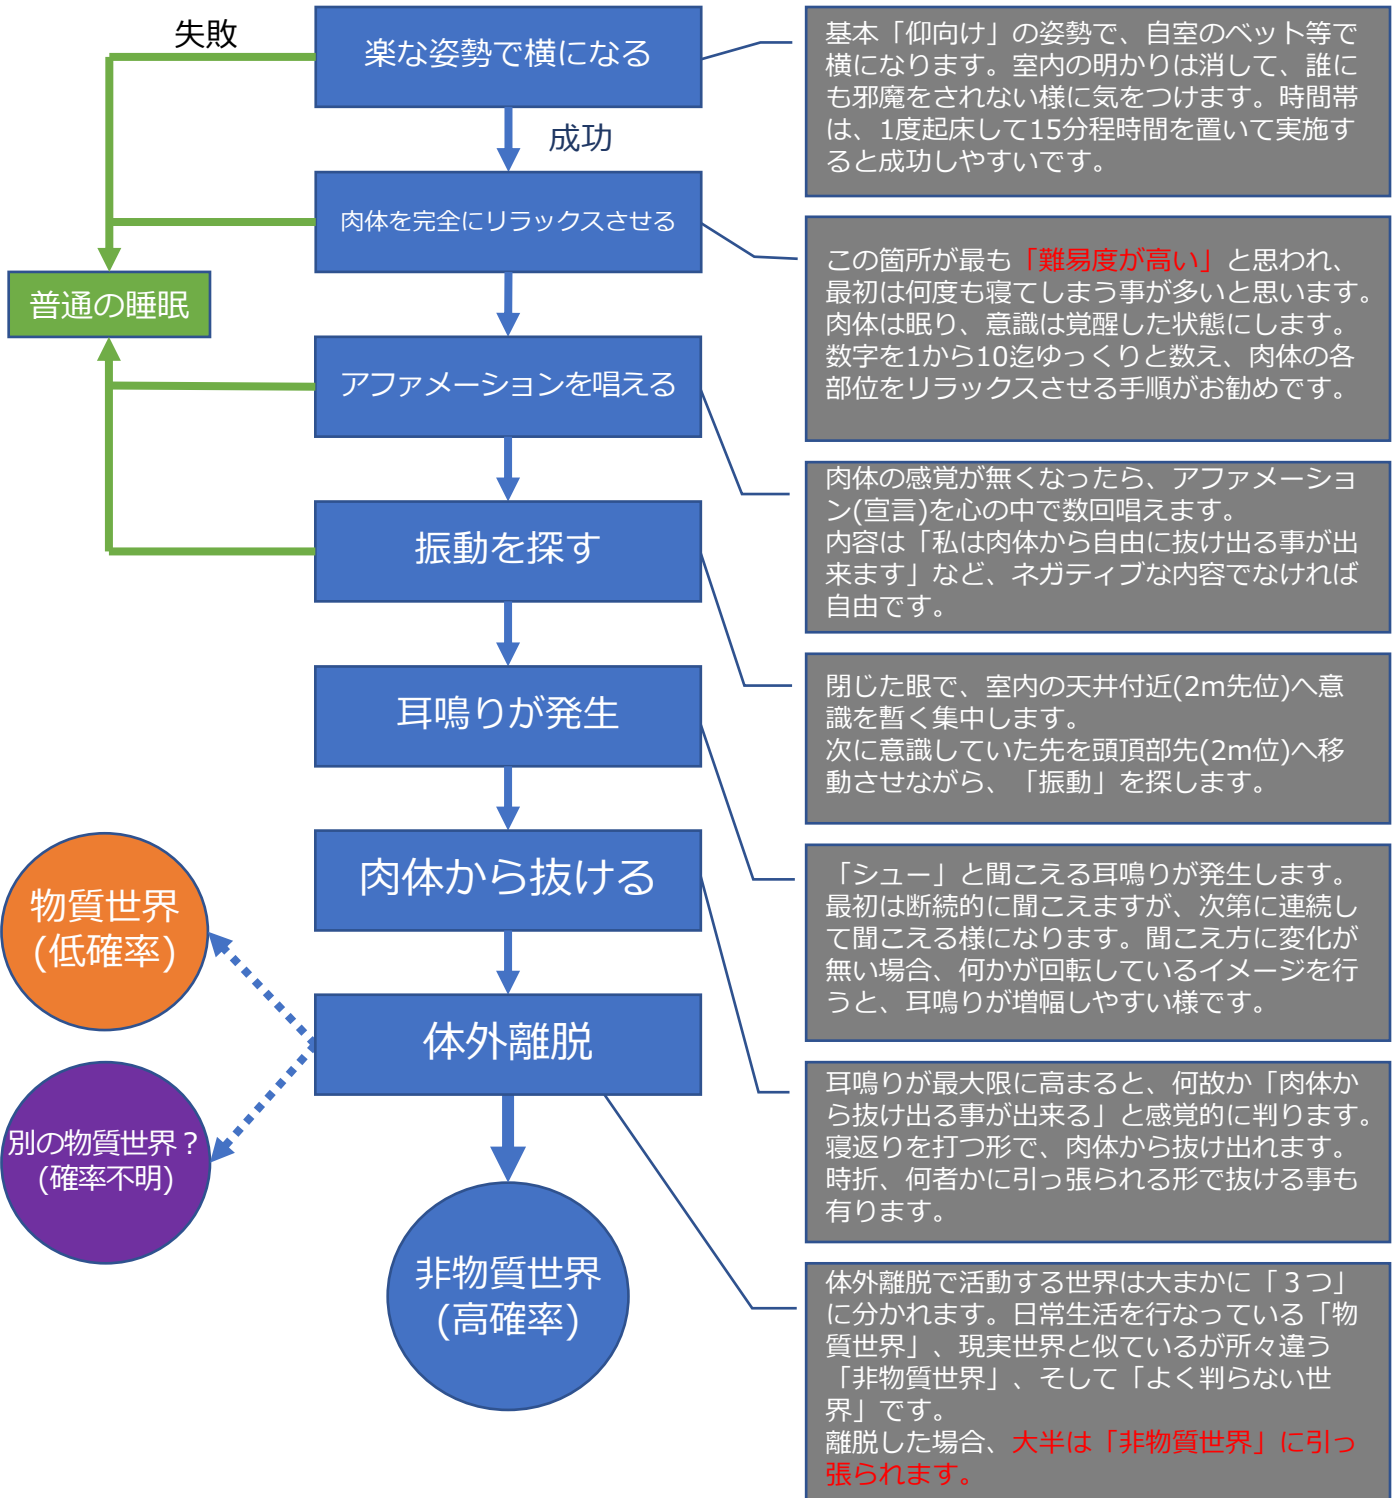 失敗
楽な姿勢で横になる
成功
肉体を完全にリラックスさせる
普通の睡眠
アファメーションを唱える
振動を探す
耳鳴りが発生
肉体から抜ける
物質世界
(低確率)
体外離脱
別の物質世界？
(確率不明)
非物質世界
(高確率)
基本「仰向け」の姿勢で、自室のベット等で
横になります。室内の明かりは消して、誰に
も邪魔をされない様に気をつけます。時間帯
は、1度起床して15分程時間を置いて実施す
ると成功しやすいです。
この箇所が最も「難易度が高い」と思われ、
最初は何度も寝てしまう事が多いと思います。
肉体は眠り、意識は覚醒した状態にします。
数字を1から10迄ゆっくりと数え、肉体の各
部位をリラックスさせる手順がお勧めです。
肉体の感覚が無くなったら、アファメーショ
ン(宣言)を心の中で数回唱えます。
内容は「私は肉体から自由に抜け出る事が出
来ます」など、ネガティブな内容でなければ
自由です。
閉じた眼で、室内の天井付近(2m先位)へ意
識を暫く集中します。
次に意識していた先を頭頂部先(2m位)へ移
動させながら、「振動」を探します。
「シュー」と聞こえる耳鳴りが発生します。
最初は断続的に聞こえますが、次第に連続し
て聞こえる様になります。聞こえ方に変化が
無い場合、何かが回転しているイメージを行
うと、耳鳴りが増幅しやすい様です。
耳鳴りが最大限に高まると、何故か「肉体か
ら抜け出る事が出来る」と感覚的に判ります。
寝返りを打つ形で、肉体から抜け出れます。
時折、何者かに引っ張られる形で抜ける事も
有ります。
体外離脱で活動する世界は大まかに「３つ」
に分かれます。日常生活を行なっている「物
質世界」、現実世界と似ているが所々違う
「非物質世界」、そして「よく判らない世
界」です。
離脱した場合、大半は「非物質世界」に引っ
張られます。